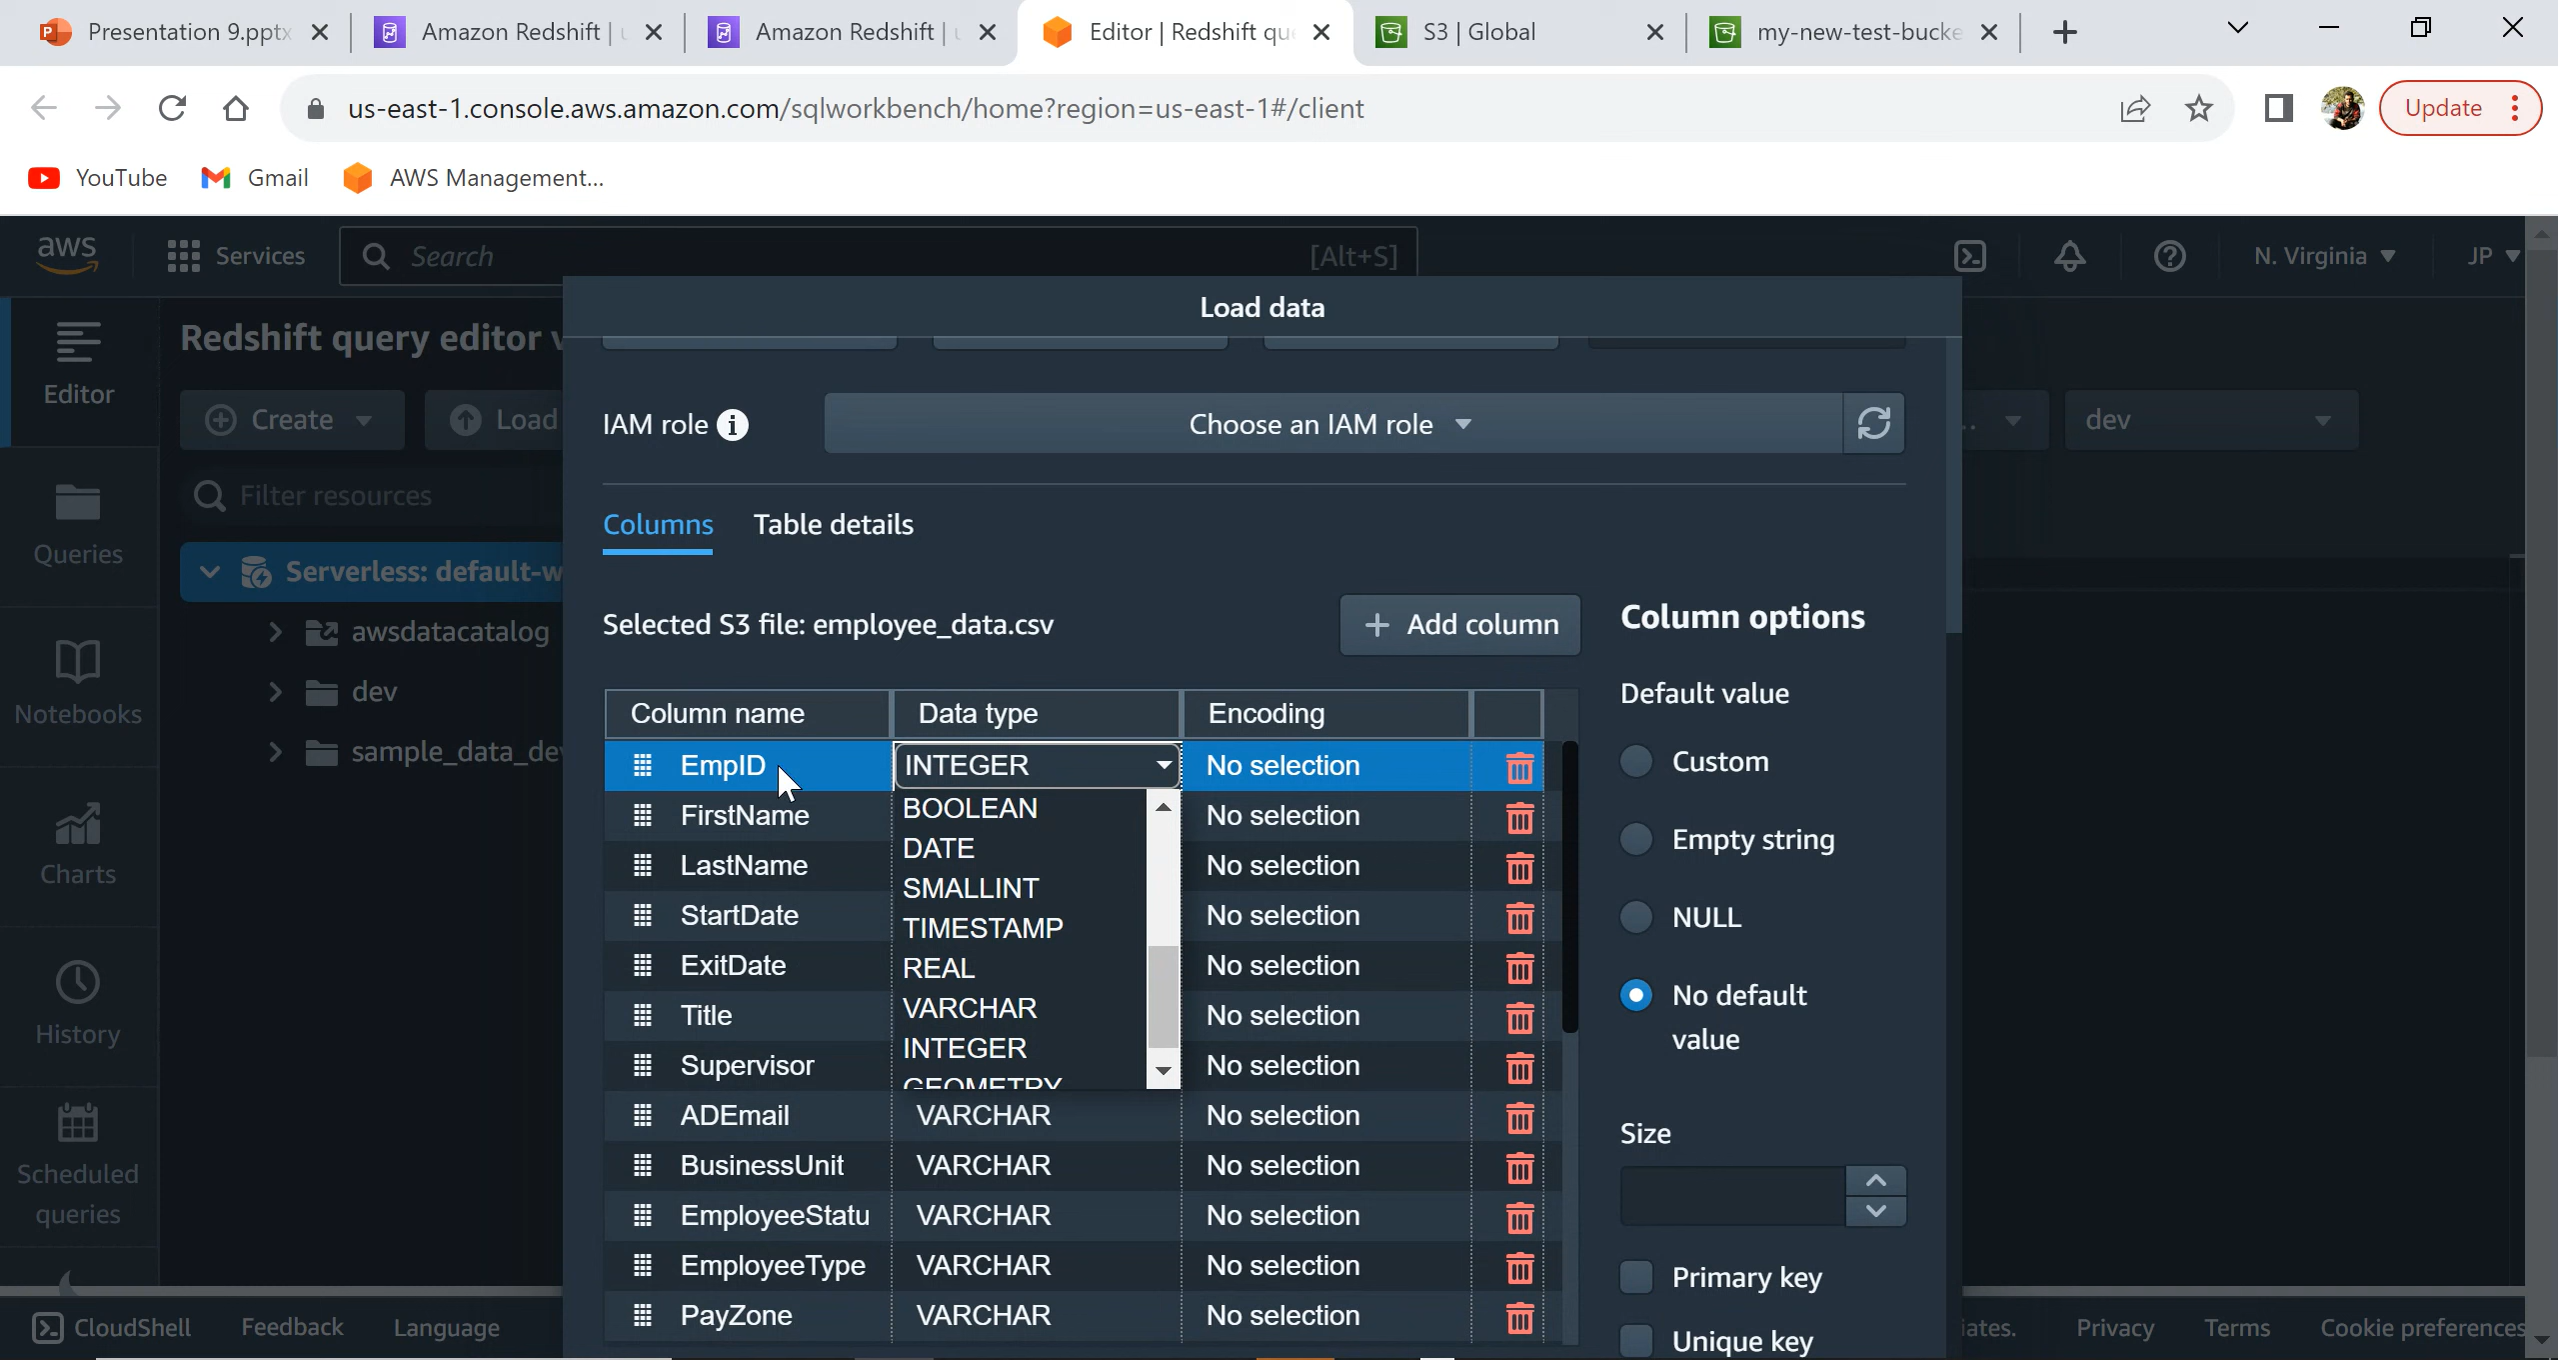 Presentation 9.pptx
Amazon Redshift | u
Amazon Redshift | u
Editor | Redshift que
S3 | Global
my-new-test-bucke
us-east-1.console.aws.amazon.com/sqlworkbench/home?region=us-east-1#/client
Update
YouTube
Gmail
AWS Management...
aws
Services
Search
[Alt+S]
N. Virginia
JP
Load data
Editor
Redshift query editor v
Create
Load
dev
IAM role
Choose an IAM role
Filter resources
Queries
Columns
Table details
Serverless: default-w
awsdatacatalog
dev
sample_data_dev
Notebooks
Charts
History
Scheduled
queries
Selected S3 file: employee_data.csv
Add column
Column name
Data type
Encoding
EmpID
INTEGER
No selection
FirstName
No selection
LastName
No selection
StartDate
No selection
ExitDate
No selection
Title
No selection
Supervisor
No selection
BOOLEAN
DATE
SMALLINT
TIMESTAMP
REAL
VARCHAR
INTEGER
GEOMETRY
ADEmail
VARCHAR
No selection
BusinessUnit
VARCHAR
No selection
EmployeeStatu
VARCHAR
No selection
EmployeeType
VARCHAR
No selection
PayZone
VARCHAR
No selection
Column options
Default value
Custom
Empty string
NULL
No default
value
Size
Primary key
Unique key
CloudShell
Feedback
Language
iates.
Privacy
Terms
Cookie preferences